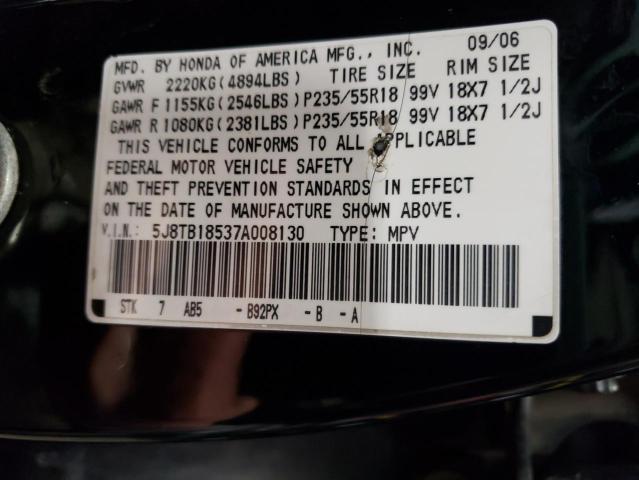 MFD. BY HONDA OF AMERICA MFG., INC. 09/06
GVWR 2220KG(4894LBS) TIRE SIZE RIM SIZE
GAWR F 1155KG(2546LBS) P235/55R18 99V 18X7 1/2J
GAWR R 1080KG(2381LBS) P235/55R18 99V 18X7 1/2J
THIS VEHICLE CONFORMS TO ALL APPLICABLE
FEDERAL MOTOR VEHICLE SAFETY
AND THEFT PREVENTION STANDARDS IN EFFECT
ON THE DATE OF MANUFACTURE SHOWN ABOVE.
V.I.N.: 5J8TB18537A008130 TYPE: MPV
STK 7 AB5 - B92PX - B - A